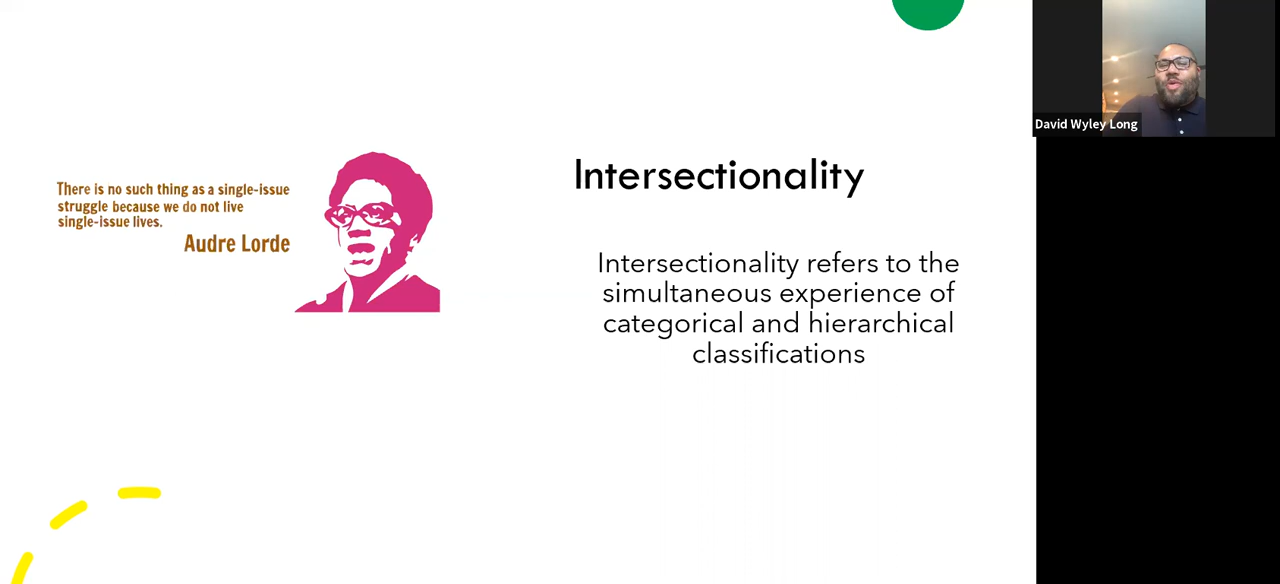 There is no such thing as a single-issue
struggle because we do not live
single-issue lives.
Audre Lorde
Intersectionality
Intersectionality refers to the
simultaneous experience of
categorical and hierarchical
classifications
David Wyley Long